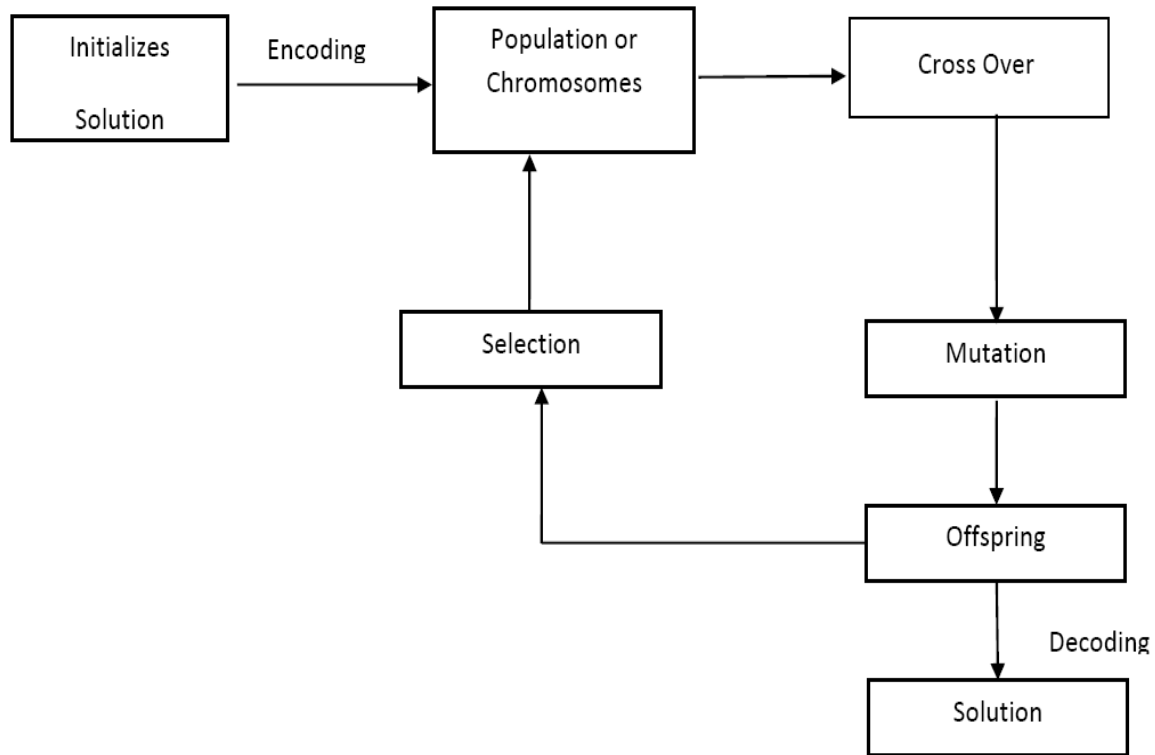 Initializes
Solution
Encoding
Population or
Chromosomes
Cross Over
Selection
Mutation
Offspring
Decoding
Solution